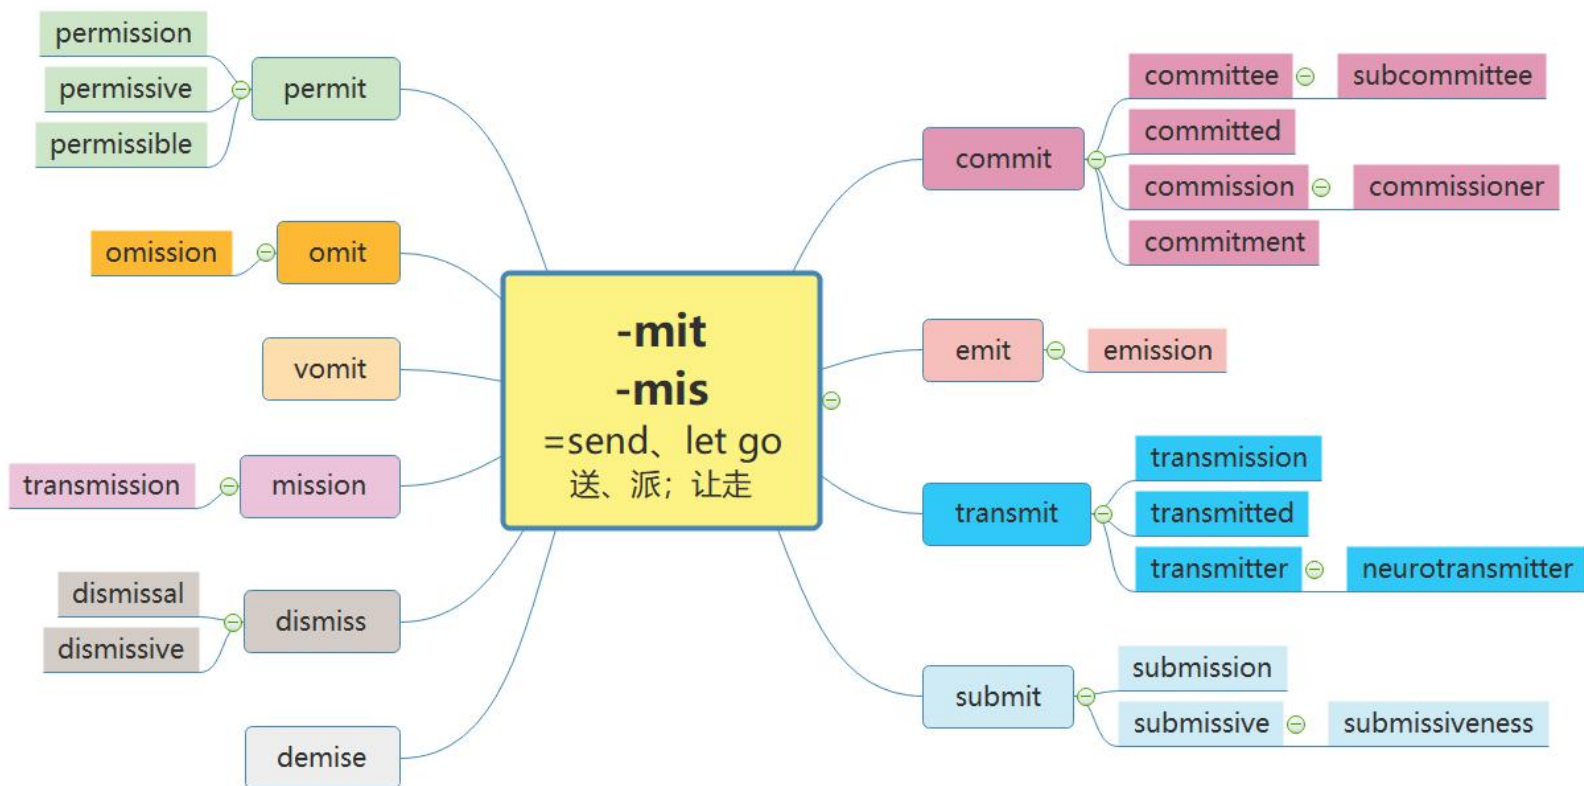 -mit
-mis
=send、let go
送、派；让走
permit
permission
permissive
permissible
omit
omission
vomit
mission
transmission
dismiss
dismissal
dismissive
demise
commit
committee
subcommittee
committed
commission
commissioner
commitment
emit
emission
transmit
transmission
transmitted
transmitter
neurotransmitter
submit
submission
submissive
submissiveness